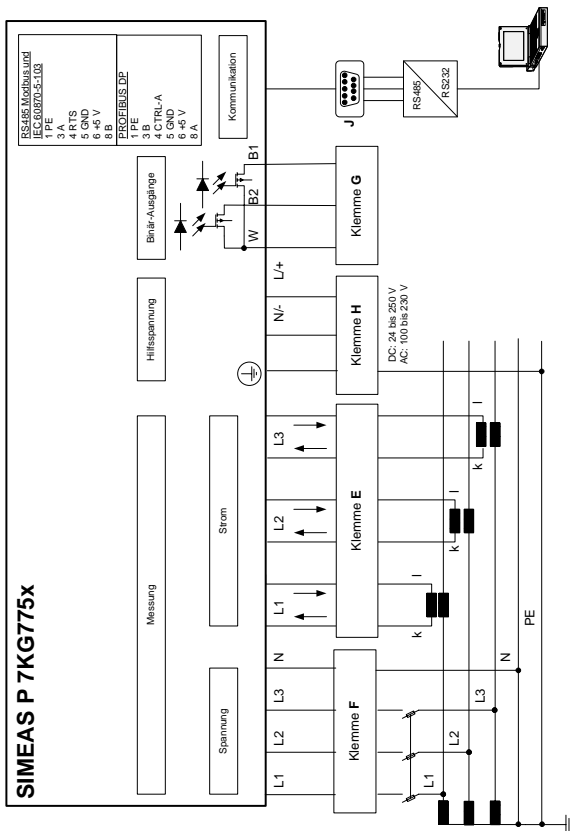 SIMEAS P 7KG775x
Messung
Hilfsspannung
Binär-Ausgänge
RS485 Modbus und
IEC 60870-5-103
1 PE
3 A
4 RTS
5 GND
6 +5 V
8 B
PROFIBUS DP
1 PE
3 B
4 CTRL-A
5 GND
6 +5 V
8 A
Spannung
Strom
Kommunikation
L1
L2
L3
N
L1
L2
L3
N/-
L/+
W
B2
B1
Klemme F
Klemme E
Klemme H
Klemme G
J
DC: 24 bis 250 V
AC: 100 bis 230 V
RS485
RS232
k
l
k
l
k
l
L1
L2
L3
N
PE